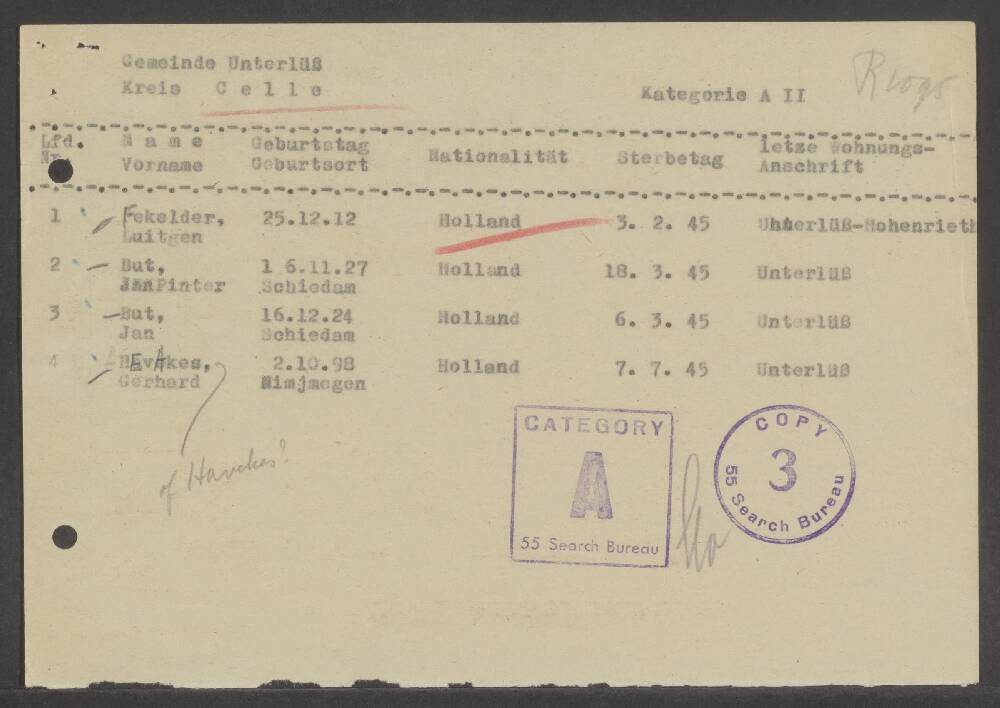 Gemeinde Unterlüß
Kreis Celle
Kategorie A II
Lfd. Nr. Name Vorname Geburtstag Geburtsort Nationalität Sterbetag letze Wohnungs- Anschrift
1 Fekelder, 25.12.12 Holland 3. 2. 45 Unterlüß-Hohenrieth
Luitgen
2 But, 1 6.11.27 Holland 18. 3. 45 Unterlüß
Pinter Schiedam
3 But, 16.12.24 Holland 6. 3. 45 Unterlüß
Jan Schiedam
4 2.10.98 Holland 7. 7. 45 Unterlüß
Gerhard Nimjmegen
Havekes?
CATEGORY
A
55 Search Bureau
COPY
3
55 Search Bureau